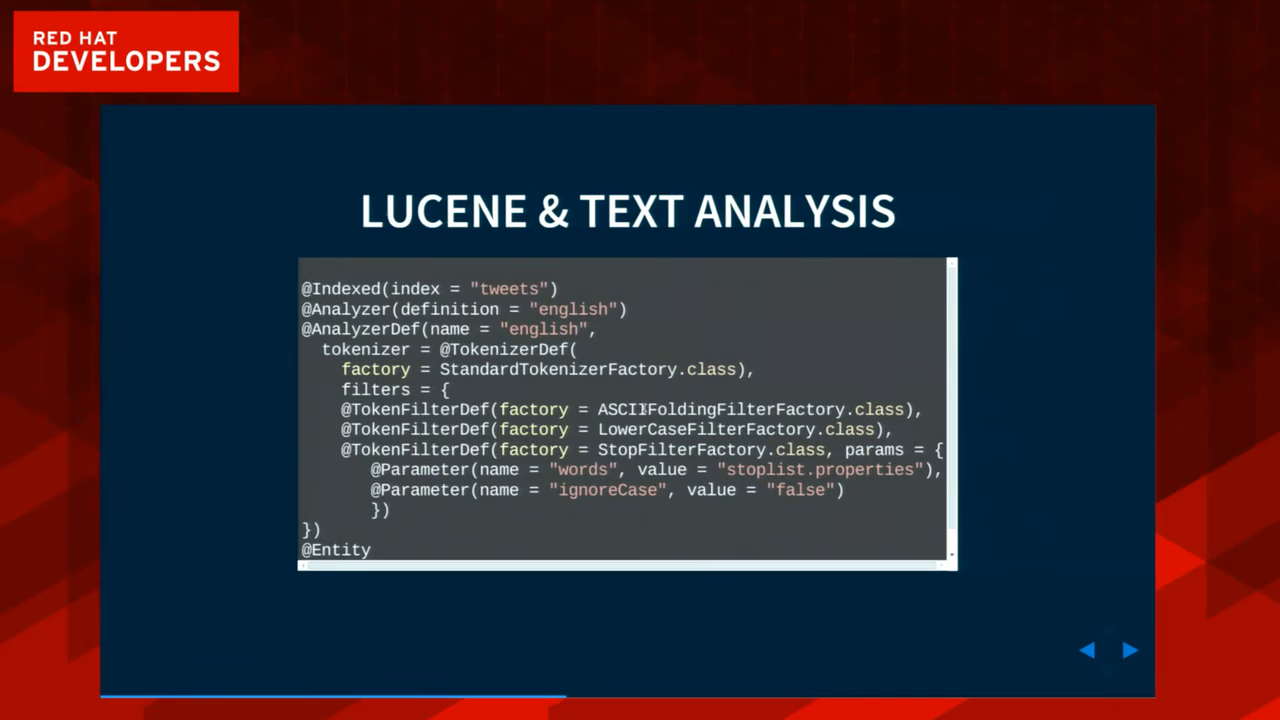 RED HAT
DEVELOPERS
LUCENE & TEXT ANALYSIS
@Indexed(index = "tweets")
@Analyzer(definition = "english")
@AnalyzerDef(name = "english",
  tokenizer = @TokenizerDef(
    factory = StandardTokenizerFactory.class),
    filters = {
    @TokenFilterDef(factory = ASCIIFoldingFilterFactory.class),
    @TokenFilterDef(factory = LowerCaseFilterFactory.class),
    @TokenFilterDef(factory = StopFilterFactory.class, params = {
       @Parameter(name = "words", value = "stoplist.properties"),
       @Parameter(name = "ignoreCase", value = "false")
       })
})
@Entity